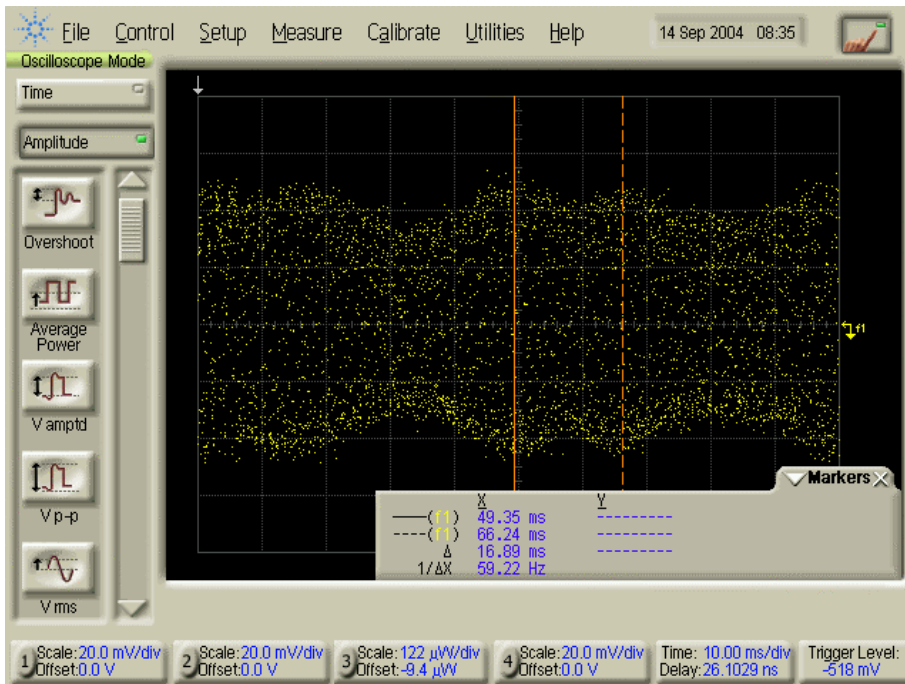 File Control Setup Measure Calibrate Utilities Help 14 Sep 2004 08:35
Oscilloscope Mode
Time
Amplitude
Overshoot
Average
Power
V amptd
V p-p
V rms
f1
Markers
X Y
(f1) 49.35 ms ---------
----(f1) 66.24 ms ---------
Δ 16.89 ms ---------
1/ΔX 59.22 Hz
1 Scale:20.0 mV/div
Offset:0.0 V
2 Scale:20.0 mV/div
Offset:0.0 V
3 Scale:122 µW/div
Offset:-9.4 µW
4 Scale:20.0 mV/div
Offset:0.0 V
Time: 10.00 ms/div
Delay:26.1029 ns
Trigger Level:
-518 mV